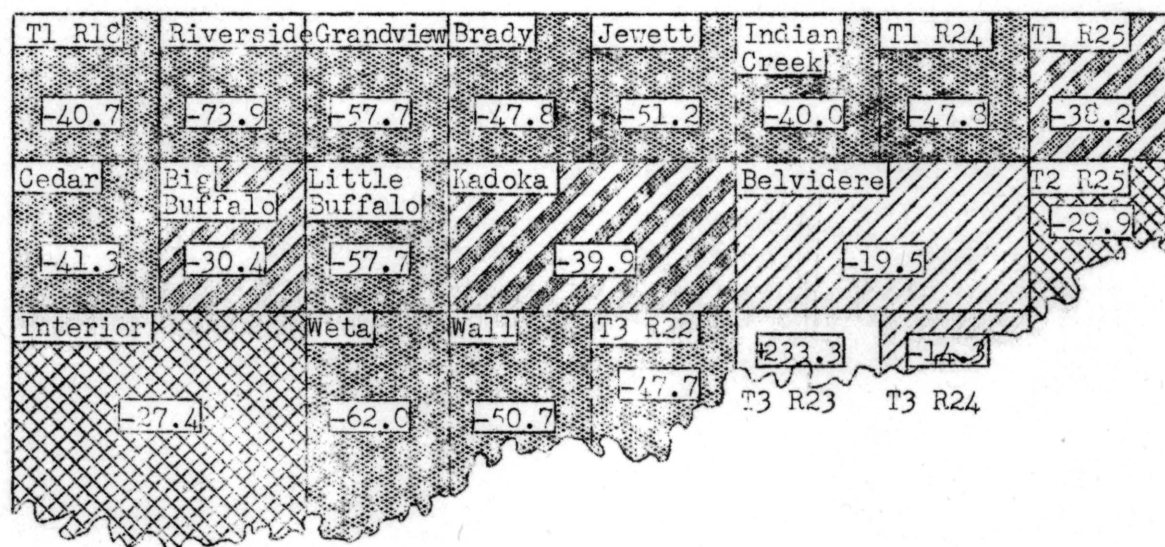 T1 R18 Riverside Grandview Brady Jewett Indian Creek T1 R24 T1 R25
-40.7 -73.9 -57.7 -47.8 -51.2 -40.0 -47.8 -38.2
Cedar Big Buffalo Little Buffalo Kadoka Belvidere T2 R25
-29.9
-41.3 -30.4 -57.7 -39.9 -19.5
Interior Weta Wall T3 R22
+233.3 -14.3
-47.7
T3 R23 T3 R24
-27.4 -62.0 -50.7